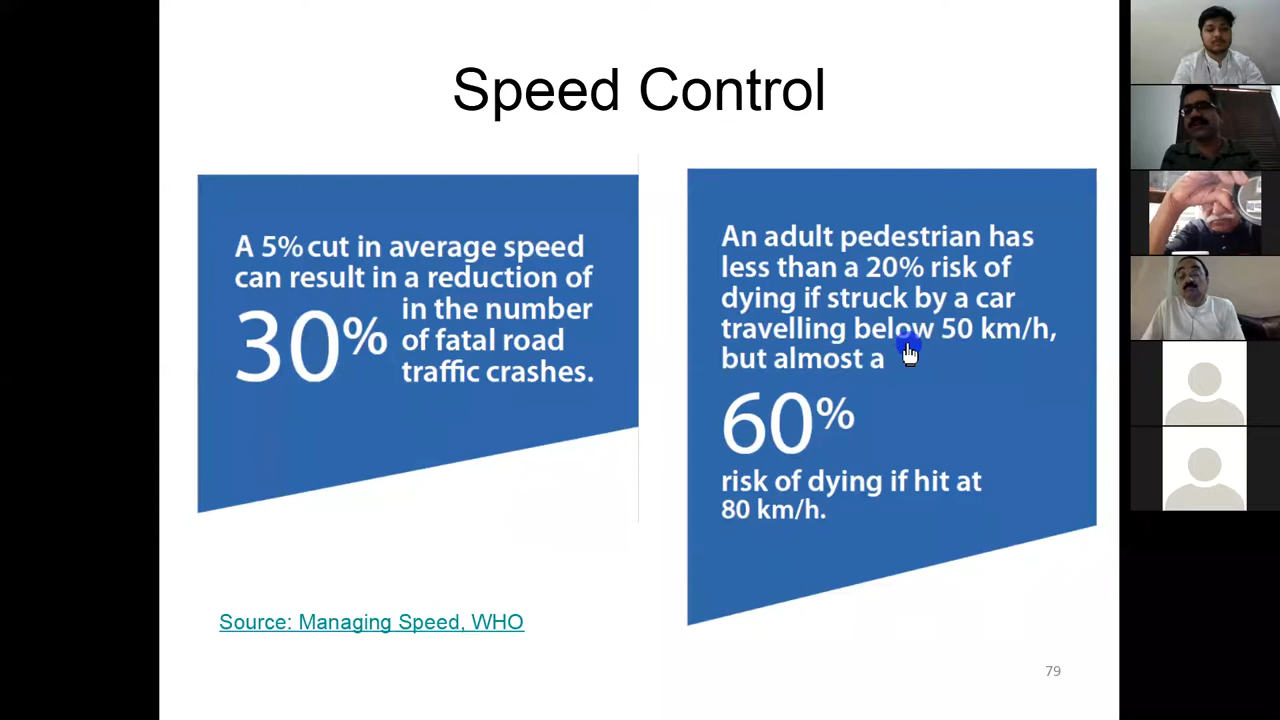 Speed Control
A 5% cut in average speed
can result in a reduction of
30% in the number
of fatal road
traffic crashes.
An adult pedestrian has
less than a 20% risk of
dying if struck by a car
travelling below 50 km/h,
but almost a
60%
risk of dying if hit at
80 km/h.
Source: Managing Speed, WHO
79